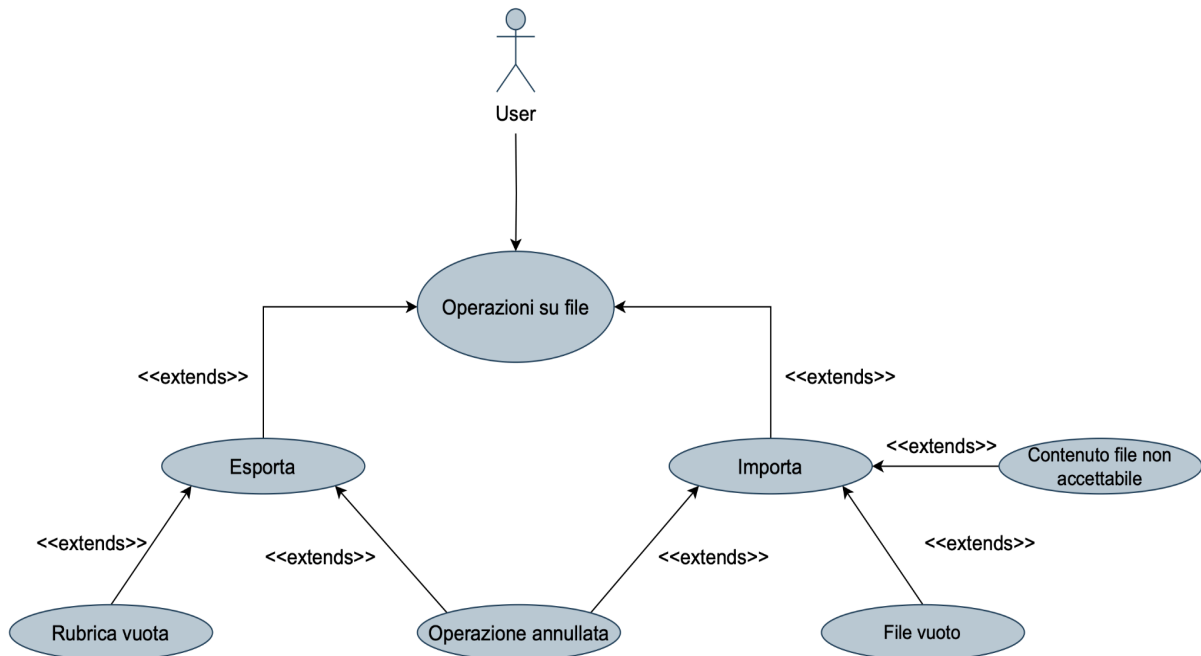 User
Operazioni su file
<<extends>>
<<extends>>
Esporta
Importa
<<extends>>
Contenuto file non
accettabile
<<extends>>
<<extends>>
<<extends>>
<<extends>>
Rubrica vuota
Operazione annullata
File vuoto